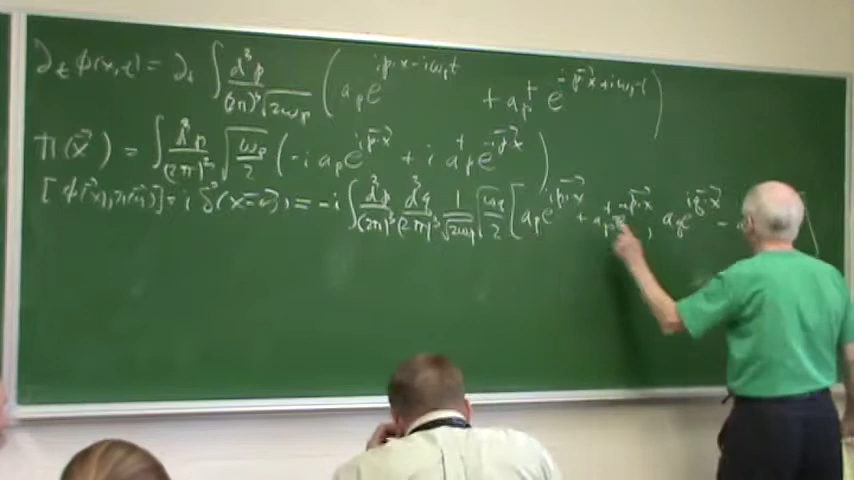 ∂_t φ(x,t) = ∂_t ∫ d³p/(2π)³√(2ω_p) ( a_p e^{ip·x-iω_p t} + a_p† e^{-ip⃗·x⃗+iω_p t} )
π(x⃗) = ∫ d³p/(2π)³ √(ω_p/2) ( -i a_p e^{ip⃗·x⃗} + i a_p† e^{-ip⃗·x⃗} )
[φ(x⃗), π(y⃗)] = i δ³(x⃗-y⃗) = -i ∫ d³p/(2π)³ d³q/(2π)³ 1/√(2ω_p) √(ω_q/2) [ a_p e^{ip⃗·x⃗} + a_p† e^{-ip⃗·x⃗}, a_q e^{iq⃗·x⃗} -